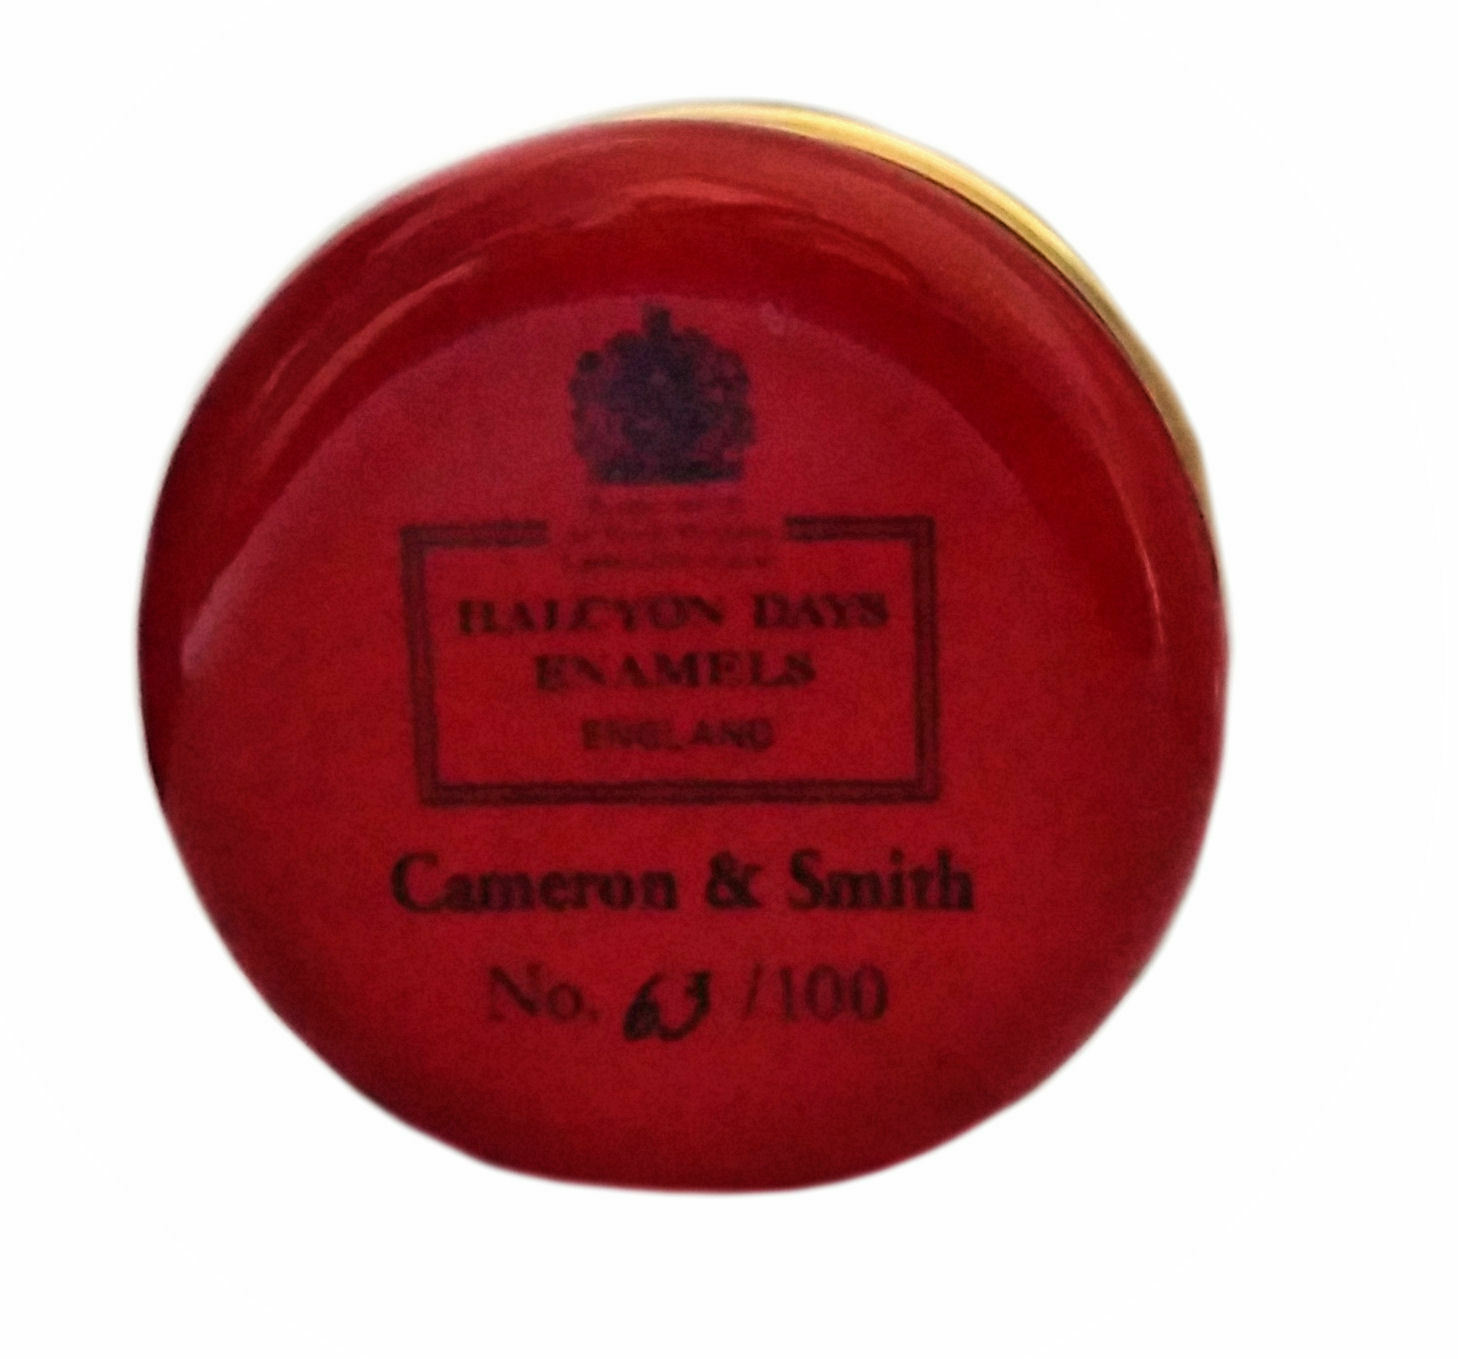 HALCYON DAYS
ENAMELS
ENGLAND
Cameron & Smith
No. 63 /100